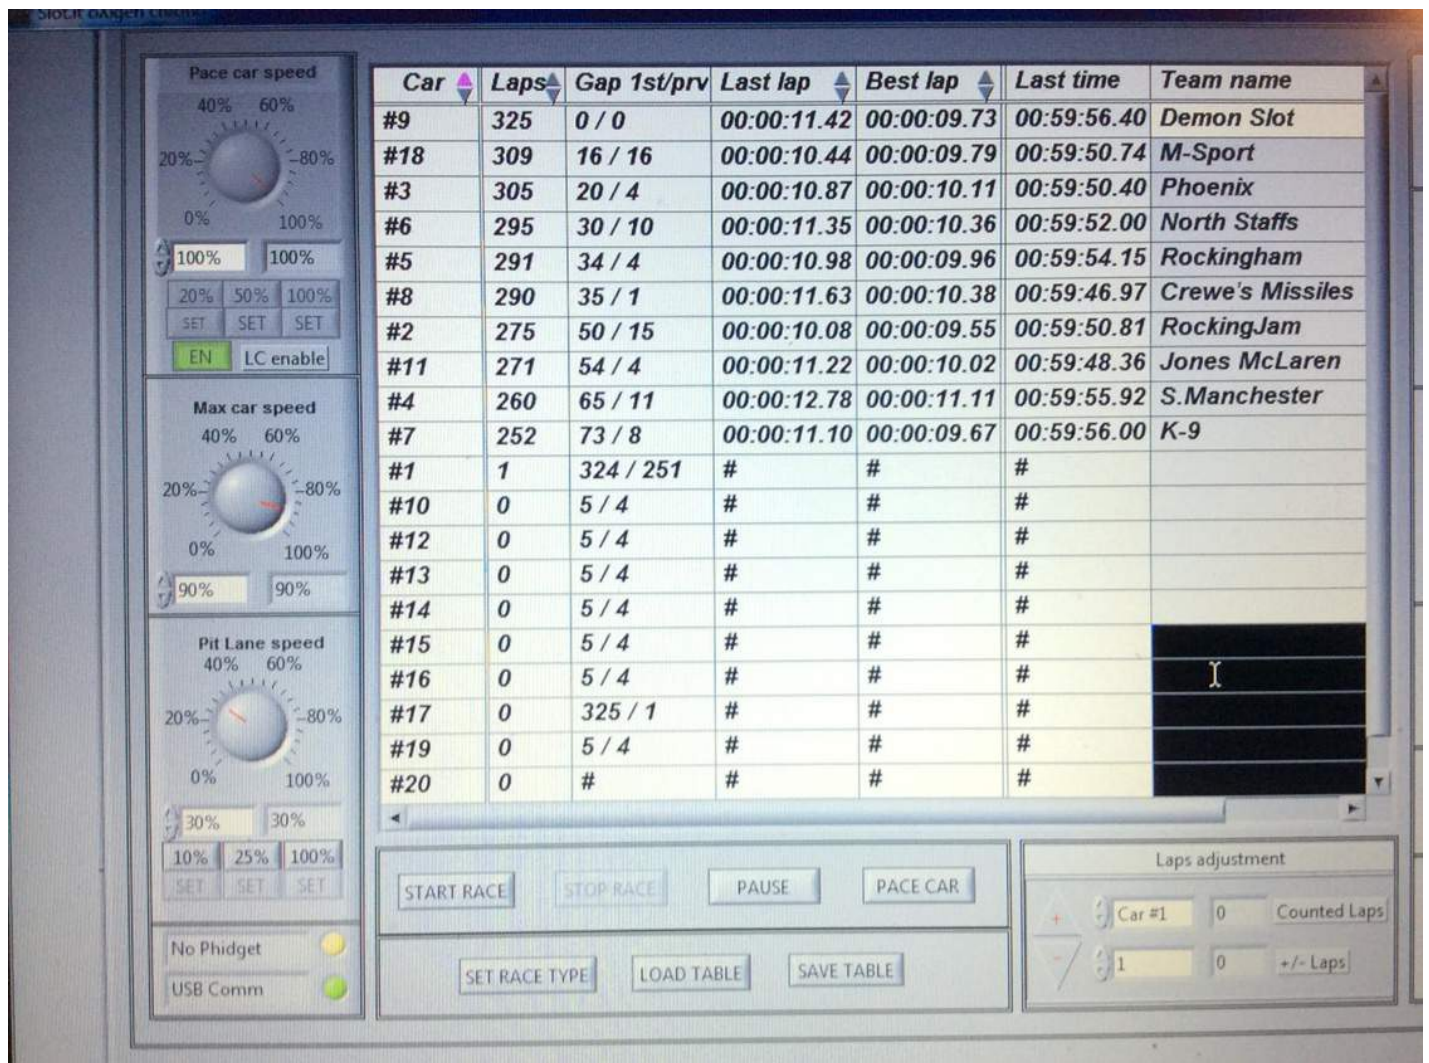 Slot.it oxigen
Pace car speed
40% 60%
20% 80%
0% 100%
100% 100%
20% 50% 100%
SET SET SET
EN LC enable
Max car speed
40% 60%
20% 80%
0% 100%
90% 90%
Pit Lane speed
40% 60%
20% 80%
0% 100%
30% 30%
10% 25% 100%
SET SET SET
No Phidget
USB Comm
Car Laps Gap 1st/prv Last lap Best lap Last time Team name
#9 325 0 / 0 00:00:11.42 00:00:09.73 00:59:56.40 Demon Slot
#18 309 16 / 16 00:00:10.44 00:00:09.79 00:59:50.74 M-Sport
#3 305 20 / 4 00:00:10.87 00:00:10.11 00:59:50.40 Phoenix
#6 295 30 / 10 00:00:11.35 00:00:10.36 00:59:52.00 North Staffs
#5 291 34 / 4 00:00:10.98 00:00:09.96 00:59:54.15 Rockingham
#8 290 35 / 1 00:00:11.63 00:00:10.38 00:59:46.97 Crewe's Missiles
#2 275 50 / 15 00:00:10.08 00:00:09.55 00:59:50.81 RockingJam
#11 271 54 / 4 00:00:11.22 00:00:10.02 00:59:48.36 Jones McLaren
#4 260 65 / 11 00:00:12.78 00:00:11.11 00:59:55.92 S.Manchester
#7 252 73 / 8 00:00:11.10 00:00:09.67 00:59:56.00 K-9
#1 1 324 / 251 # # #
#10 0 5 / 4 # # #
#12 0 5 / 4 # # #
#13 0 5 / 4 # # #
#14 0 5 / 4 # # #
#15 0 5 / 4 # # #
#16 0 5 / 4 # # #
#17 0 325 / 1 # # #
#19 0 5 / 4 # # #
#20 0 # # # #
START RACE STOP RACE PAUSE PACE CAR
SET RACE TYPE LOAD TABLE SAVE TABLE
Laps adjustment
+ Car #1 0 Counted Laps
- 1 0 +/- Laps